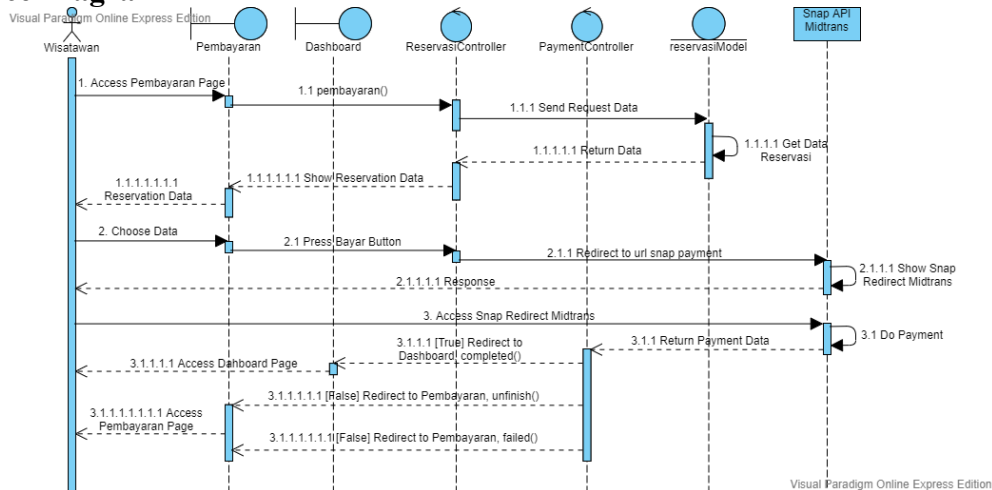 Visual Paradigm Online Express Edition
Wisatawan
Pembayaran
Dashboard
ReservasiController
PaymentController
reservasiModel
Snap API
Midtrans
1. Access Pembayaran Page
1.1 pembayaran()
1.1.1 Send Request Data
1.1.1.1 Get Data
Reservasi
1.1.1.1.1 Return Data
1.1.1.1.1.1 Show Reservation Data
1.1.1.1.1.1.1
Reservation Data
2. Choose Data
2.1 Press Bayar Button
2.1.1 Redirect to url snap payment
2.1.1.1 Show Snap
Redirect Midtrans
2.1.1.1.1 Response
3. Access Snap Redirect Midtrans
3.1 Do Payment
3.1.1 Return Payment Data
3.1.1.1 [True] Redirect to
Dashboard, completed()
3.1.1.1.1 Access Dahboard Page
3.1.1.1.1.1 [False] Redirect to Pembayaran, unfinish()
3.1.1.1.1.1.1.1 Access
Pembayaran Page
3.1.1.1.1.1.1 [False] Redirect to Pembayaran, failed()
Visual Paradigm Online Express Edition